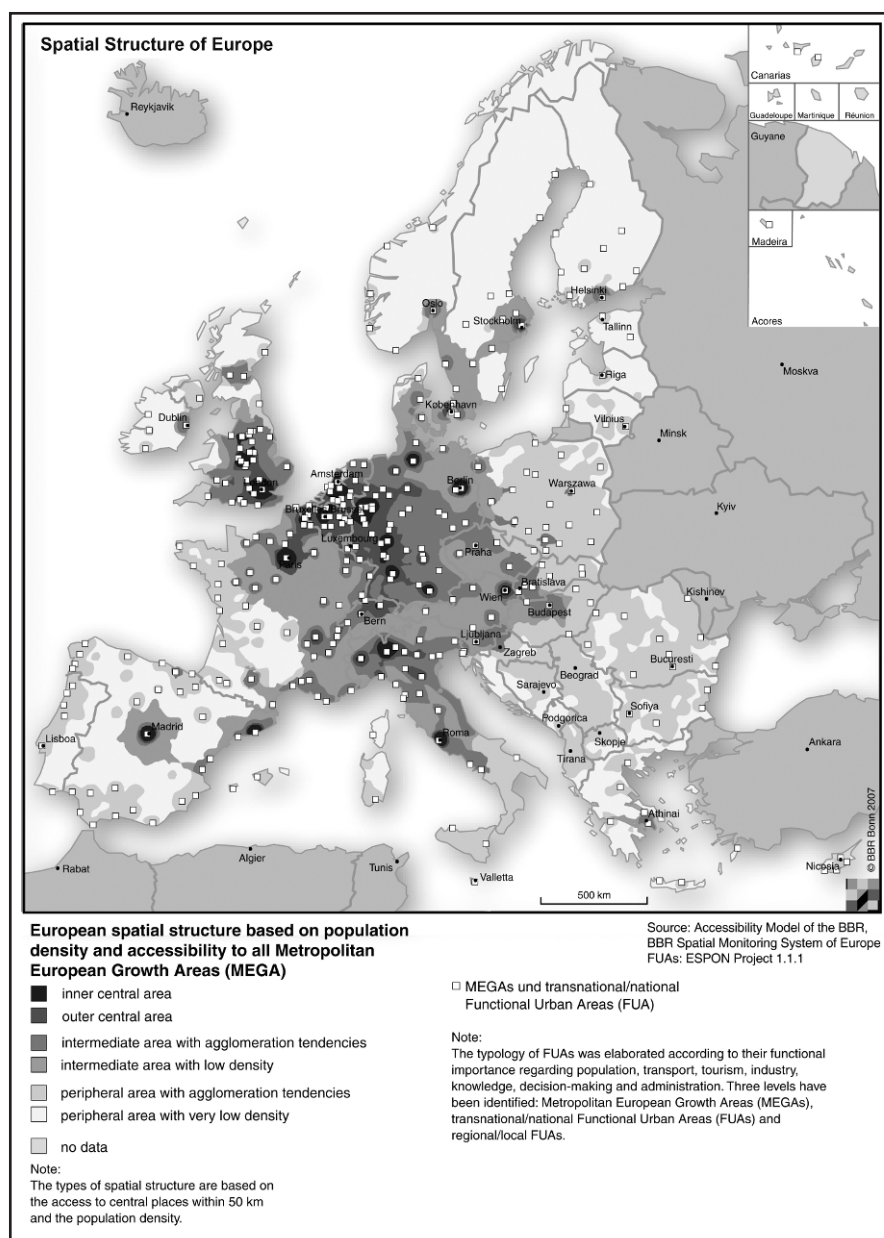 Spatial Structure of Europe
Reykjavik
Canarias
Guadeloupe
Martinique
Réunion
Guyane
Madeira
Acores
Oslo
Helsinki
Stockholm
Tallinn
Riga
Moskva
Dublin
København
Vilnius
Minsk
Amsterdam
Berlin
Warszawa
Kyiv
Luxembourg
Paris
Praha
Wien
Bratislava
Budapest
Kishinev
Bern
Ljubljana
Zagreb
Bucuresti
Beograd
Sarajevo
Madrid
Lisboa
Roma
Podgorica
Sofiya
Skopje
Tirana
Ankara
Athinai
Rabat
Algier
Tunis
Valletta
Nicosia
500 km
© BBR Bonn 2007
European spatial structure based on population
density and accessibility to all Metropolitan
European Growth Areas (MEGA)
inner central area
outer central area
intermediate area with agglomeration tendencies
intermediate area with low density
peripheral area with agglomeration tendencies
peripheral area with very low density
no data
Note:
The types of spatial structure are based on
the access to central places within 50 km
and the population density.
Source: Accessibility Model of the BBR,
BBR Spatial Monitoring System of Europe
FUAs: ESPON Project 1.1.1
MEGAs und transnational/national
Functional Urban Areas (FUA)
Note:
The typology of FUAs was elaborated according to their functional
importance regarding population, transport, tourism, industry,
knowledge, decision-making and administration. Three levels have
been identified: Metropolitan European Growth Areas (MEGAs),
transnational/national Functional Urban Areas (FUAs) and
regional/local FUAs.